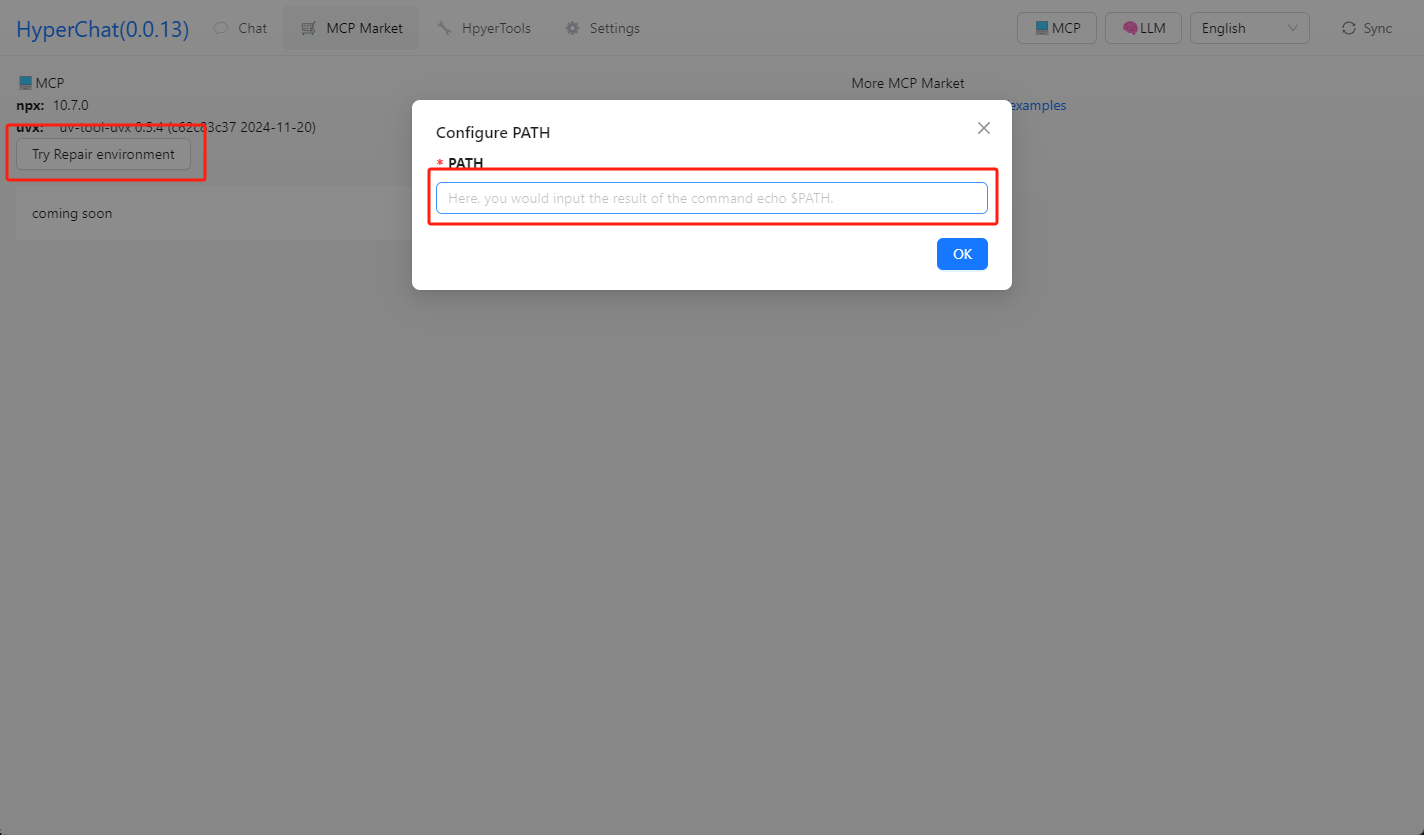 HyperChat(0.0.13) Chat MCP Market HpyerTools Settings MCP LLM English Sync
MCP
npx: 10.7.0
uvx: uv-tool-uvx 0.5.4 (c62c83c37 2024-11-20)
Try Repair environment
coming soon
More MCP Market
examples
Configure PATH
* PATH
Here, you would input the result of the command echo $PATH.
OK